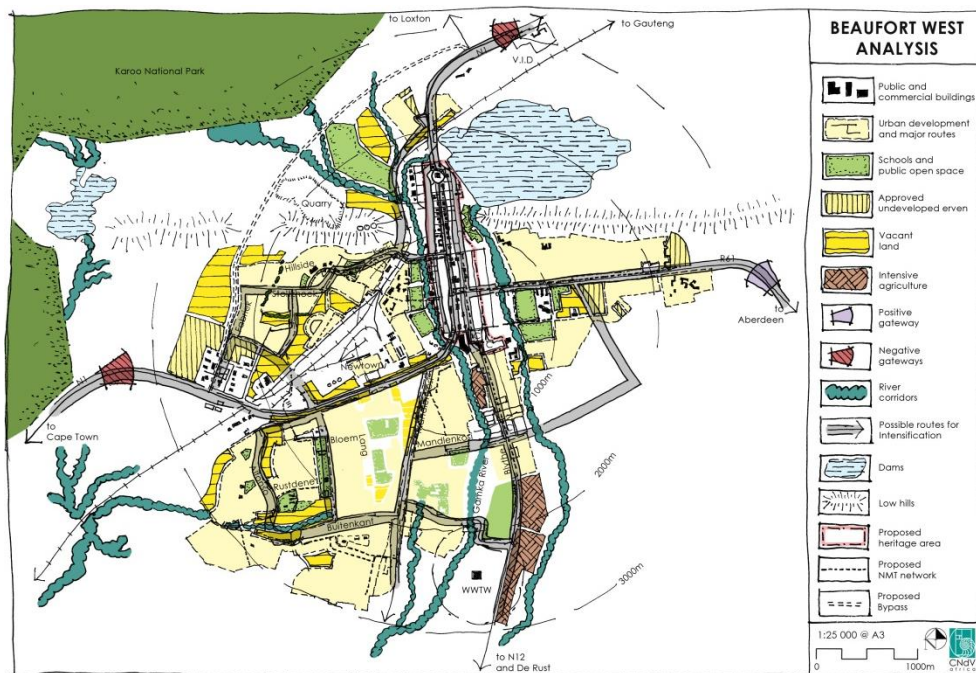 to Loxton
to Gauteng
N1
V.I.D
Karoo National Park
Quarry
Hillside
R61
to
Aberdeen
Newtown
N1
to
Cape Town
1000m
Bloem
Long
Mandlenkosi
2000m
Rustdene
Gamka River
Buitenkant
WWTW
3000m
to N12
and De Rust
BEAUFORT WEST
ANALYSIS
Public and
commercial buildings
Urban development
and major routes
Schools and
public open space
Approved
undeveloped erven
Vacant
land
Intensive
agriculture
Positive
gateway
Negative
gateways
River
corridors
Possible routes for
Intensification
Dams
Low hills
Proposed
heritage area
Proposed
NMT network
Proposed
Bypass
1:25 000 @ A3
0
1000m
CNdV
africa